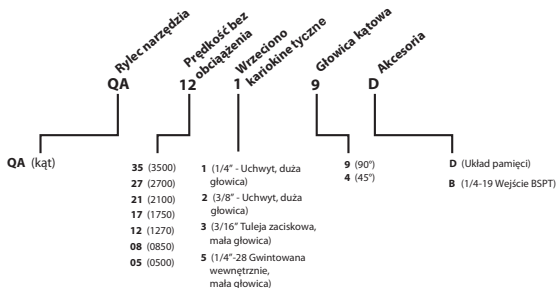 Rylec narzędzia
Prędkość bez
obciąążenia
Wrzeciono
kariokine tyczne
Głowica kątowa
Akcesoria
QA 12 1 9 D
QA (kąt)
35 (3500)
27 (2700)
21 (2100)
17 (1750)
12 (1270)
08 (0850)
05 (0500)
1 (1/4" - Uchwyt, duża
głowica)
2 (3/8" - Uchwyt, duża
głowica)
3 (3/16" Tuleja zaciskowa,
mała głowica)
5 (1/4"-28 Gwintowana
wewnętrznie,
mała głowica)
9 (90°)
4 (45°)
D (Układ pamięci)
B (1/4-19 Wejście BSPT)